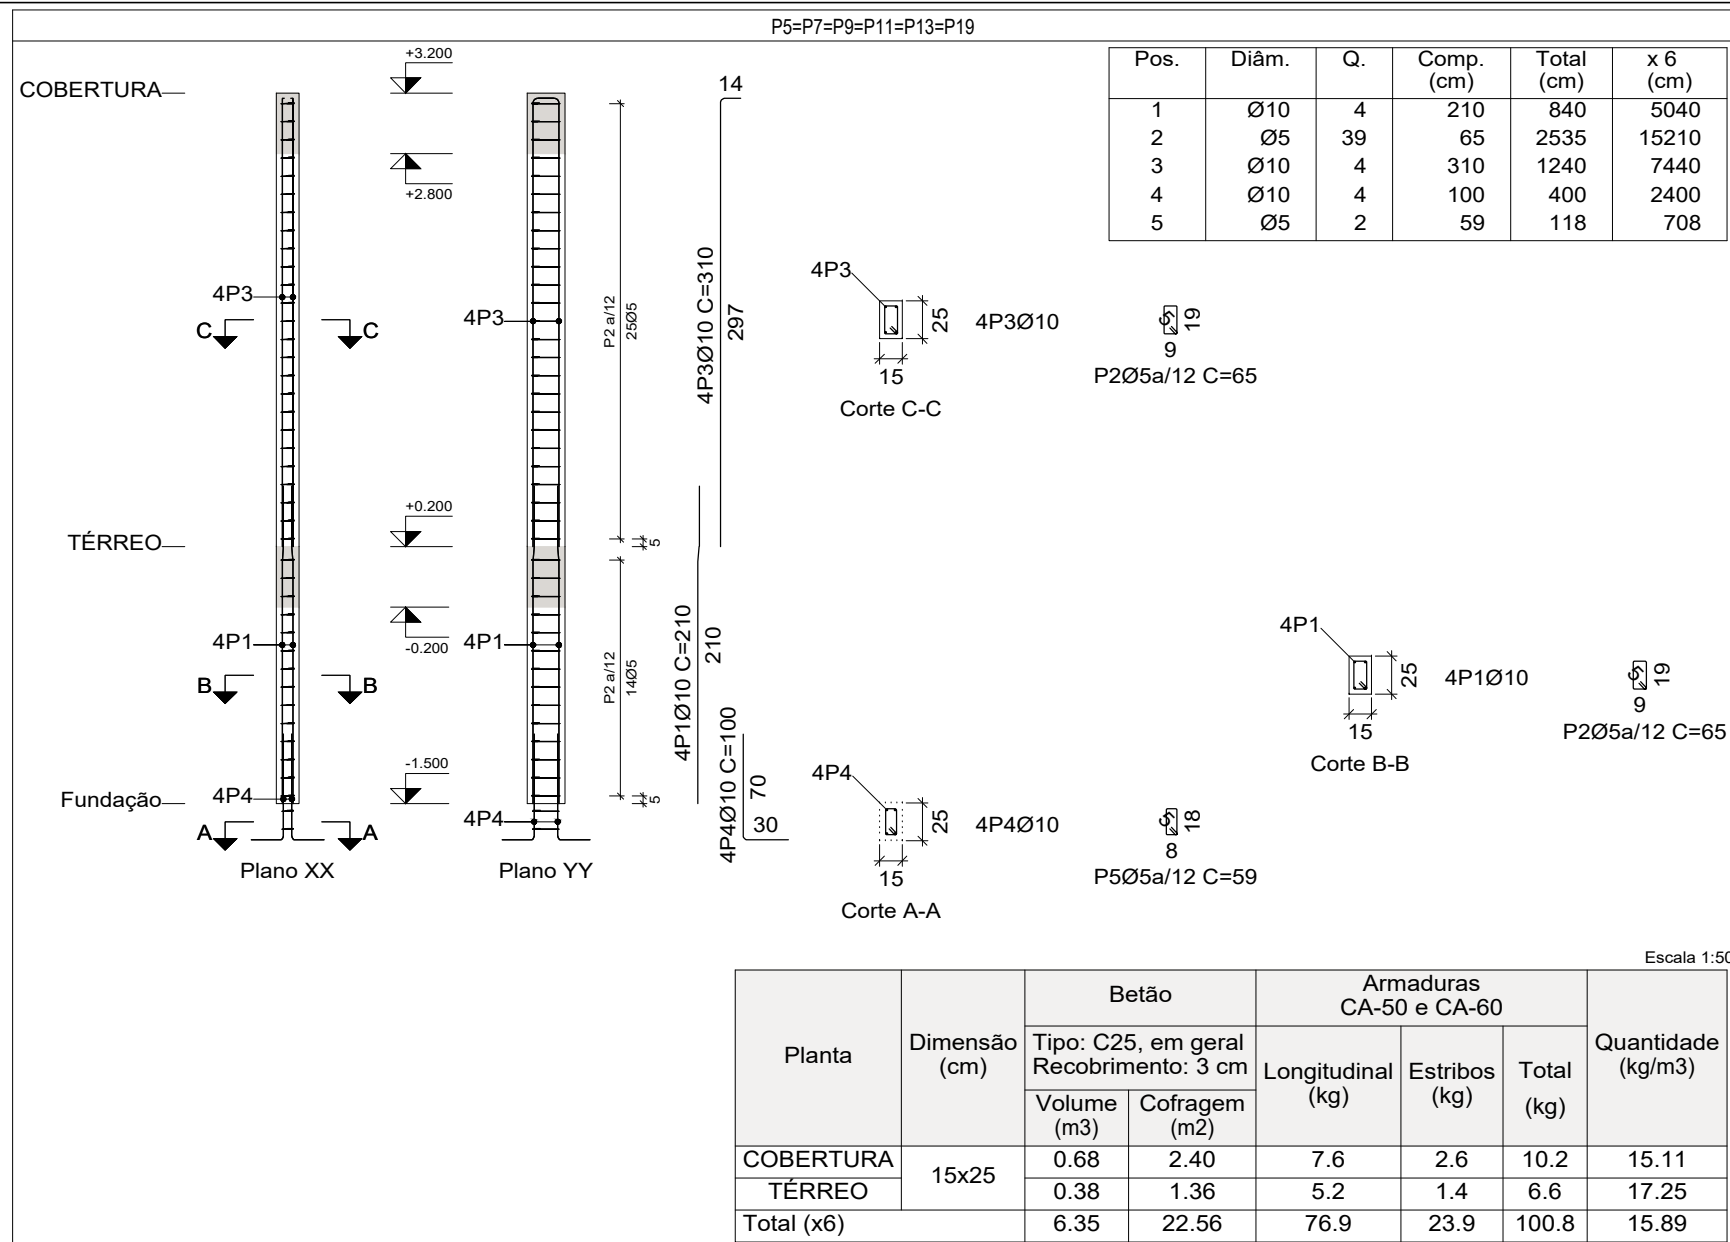 P5=P7=P9=P11=P13=P19
Pos. Diâm. Q. Comp. (cm) Total (cm) x 6 (cm)
1 Ø10 4 210 840 5040
2 Ø5 39 65 2535 15210
3 Ø10 4 310 1240 7440
4 Ø10 4 100 400 2400
5 Ø5 2 59 118 708
COBERTURA
+3.200
+2.800
14
4P3
C C
4P3
P2 a/12
25Ø5
4P3Ø10 C=310
297
4P3
25
15
4P3Ø10
Corte C-C
5
19
9
P2Ø5a/12 C=65
TÉRREO
+0.200
-0.200
5
4P1
B B
4P1
P2 a/12
14Ø5
4P1Ø10 C=210
210
4P1
25
15
4P1Ø10
Corte B-B
5
19
9
P2Ø5a/12 C=65
Fundação
-1.500
5
4P4
A A
4P4
4P4Ø10 C=100
70
30
4P4
25
15
4P4Ø10
Corte A-A
5
18
8
P5Ø5a/12 C=59
Plano XX
Plano YY
Escala 1:50
Planta Dimensão (cm) Betão Armaduras CA-50 e CA-60 Quantidade (kg/m3)
Tipo: C25, em geral
Recobrimento: 3 cm
Longitudinal (kg) Estribos (kg) Total (kg)
Volume (m3) Cofragem (m2)
COBERTURA 15x25 0.68 2.40 7.6 2.6 10.2 15.11
TÉRREO 0.38 1.36 5.2 1.4 6.6 17.25
Total (x6) 6.35 22.56 76.9 23.9 100.8 15.89